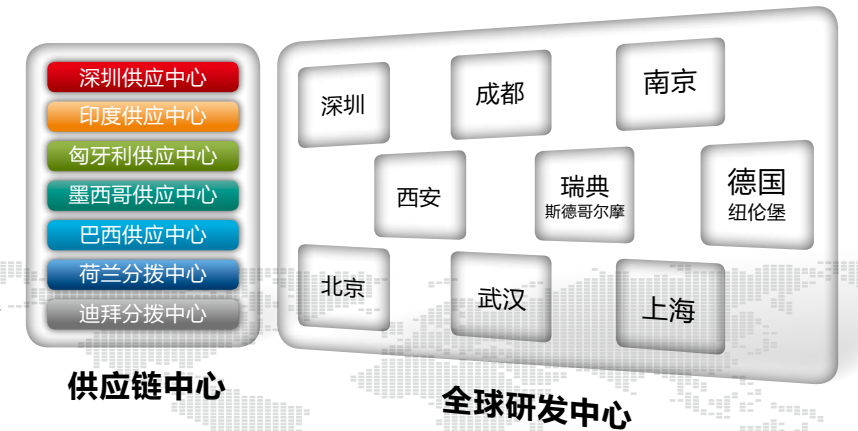 深圳供应中心
印度供应中心
匈牙利供应中心
墨西哥供应中心
巴西供应中心
荷兰分拨中心
迪拜分拨中心
供应链中心
深圳
成都
南京
西安
瑞典
斯德哥尔摩
德国
纽伦堡
北京
武汉
上海
全球研发中心